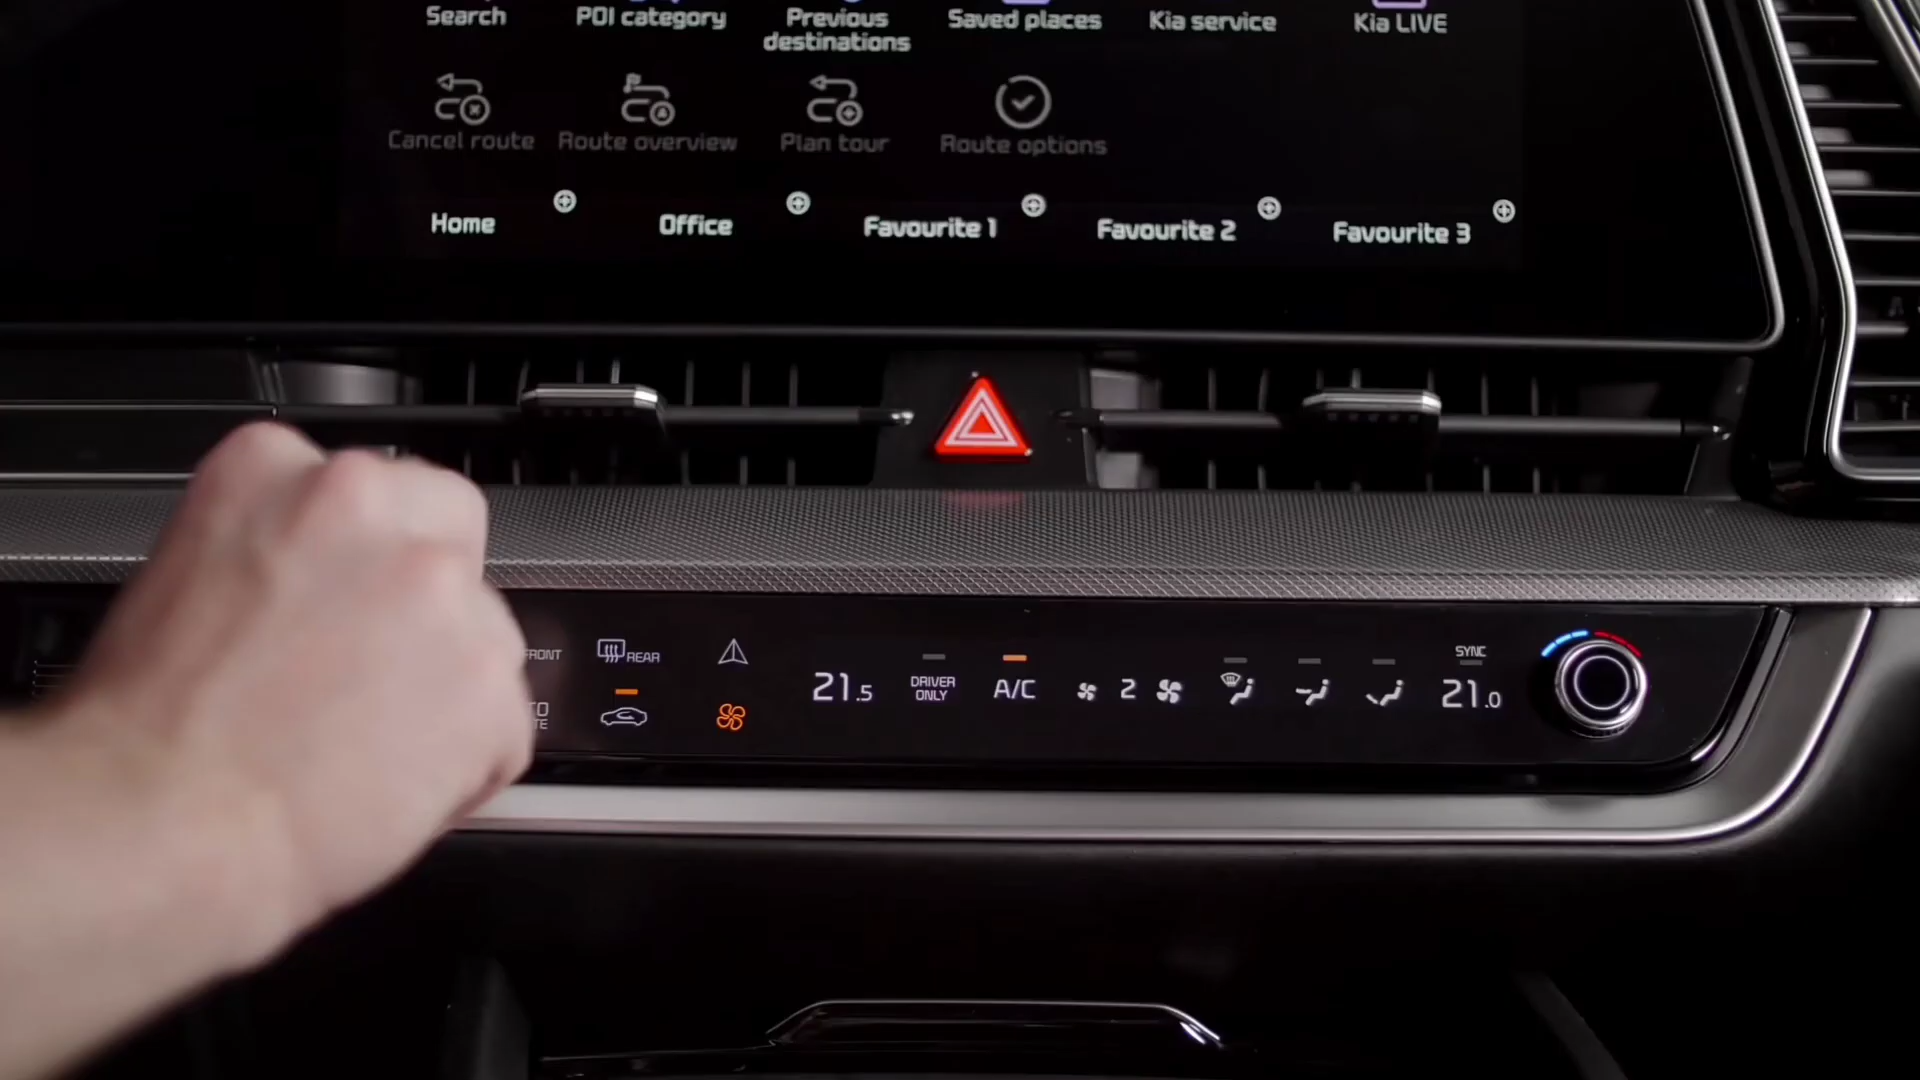 Search
POI category
Previous
destinations
Saved places
Kia service
Kia LIVE
Cancel route
Route overview
Plan tour
Route options
Home
Office
Favourite 1
Favourite 2
Favourite 3
FRONT
REAR
21.5
DRIVER
ONLY
A/C
2
SYNC
21.0